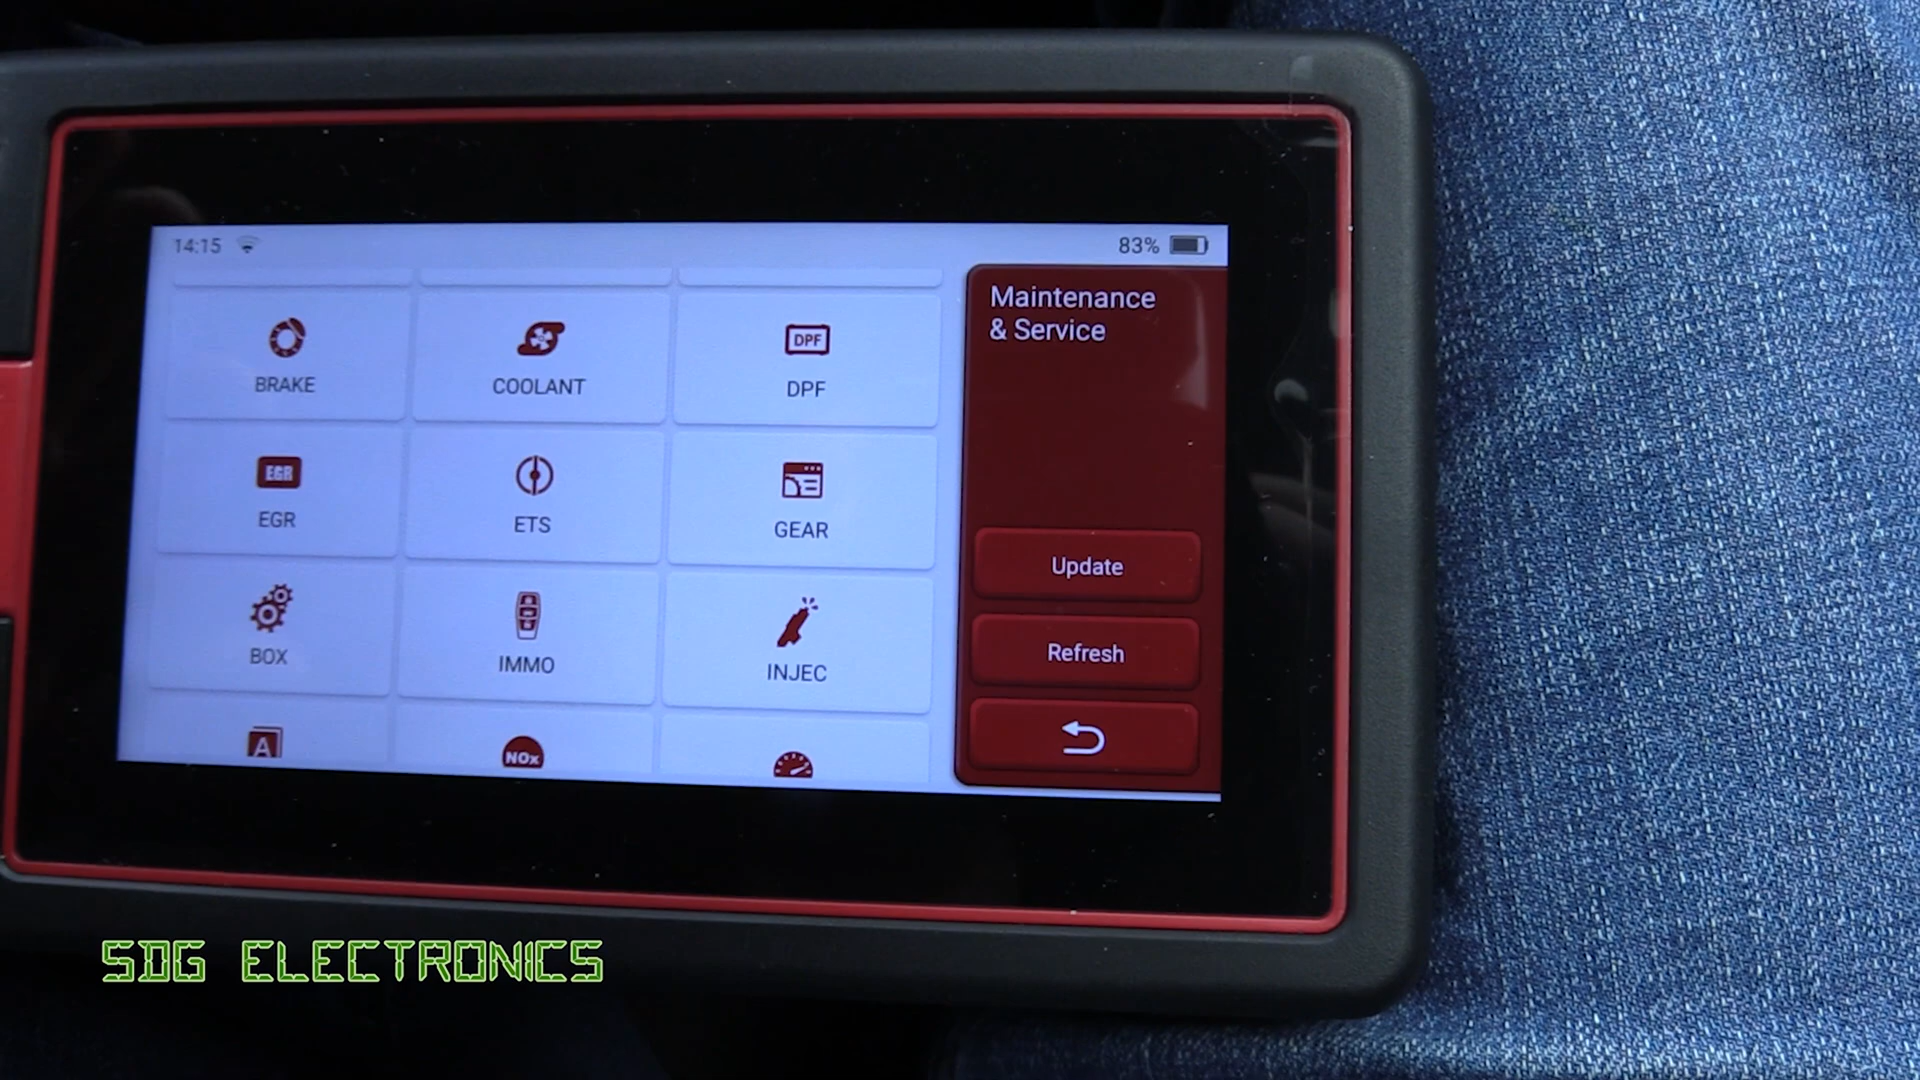 14:15
83%
Maintenance
& Service
BRAKE
COOLANT
DPF
DPF
EGR
EGR
ETS
GEAR
BOX
IMMO
INJEC
A
NOx
Update
Refresh
SDG ELECTRONICS